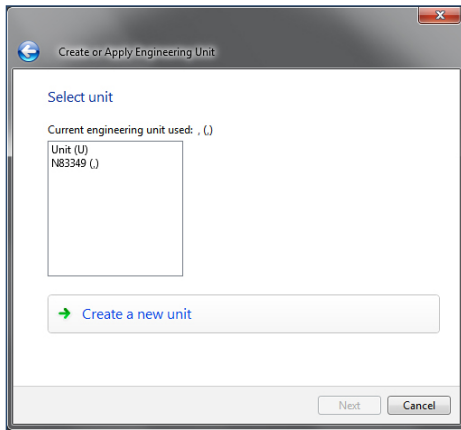 x
Create or Apply Engineering Unit
Select unit
Current engineering unit used: , (,)
Unit (U)
N83349 (,)
Create a new unit
Next
Cancel